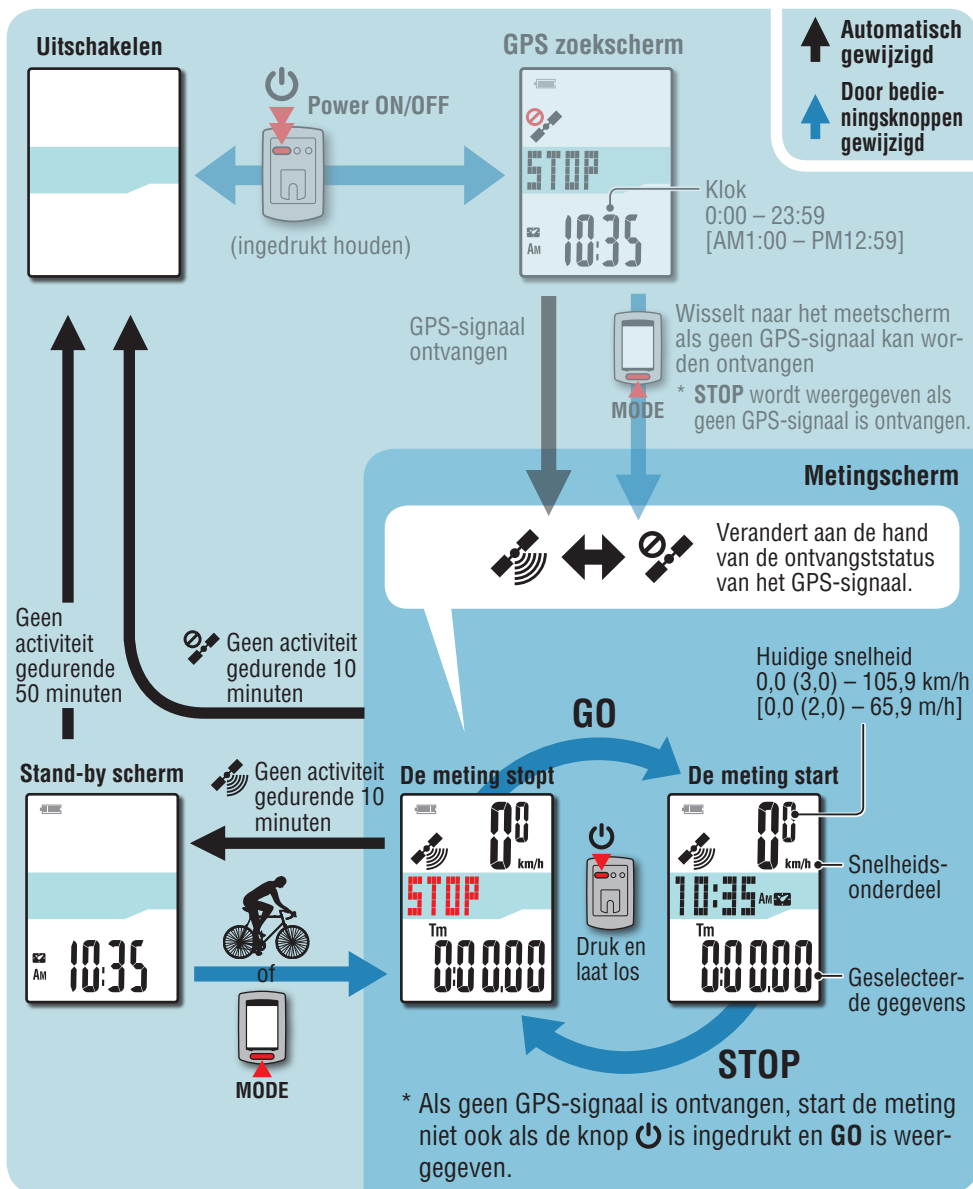 Uitschakelen
GPS zoekscherm
Automatisch
gewijzigd
Door bedie-
ningsknoppen
gewijzigd
Power ON/OFF
(ingedrukt houden)
STOP
AM
10:35
Klok
0:00 – 23:59
[AM1:00 – PM12:59]
GPS-signaal
ontvangen
MODE
Wisselt naar het meetscherm
als geen GPS-signaal kan wor-
den ontvangen
* STOP wordt weergegeven als
geen GPS-signaal is ontvangen.
Metingscherm
Verandert aan de hand
van de ontvangststatus
van het GPS-signaal.
Geen
activiteit
gedurende
50 minuten
Geen activiteit
gedurende 10
minuten
Huidige snelheid
0,0 (3,0) – 105,9 km/h
[0,0 (2,0) – 65,9 m/h]
GO
Stand-by scherm
Geen activiteit
gedurende 10
minuten
De meting stopt
De meting start
AM
10:35
of
MODE
00
km/h
STOP
Tm
0:00.00
Druk en
laat los
00
km/h
10:35 AM
Tm
0:00.00
Snelheids-
onderdeel
Geselecteer-
de gegevens
STOP
* Als geen GPS-signaal is ontvangen, start de meting
niet ook als de knop ⏻ is ingedrukt en GO is weer-
gegeven.